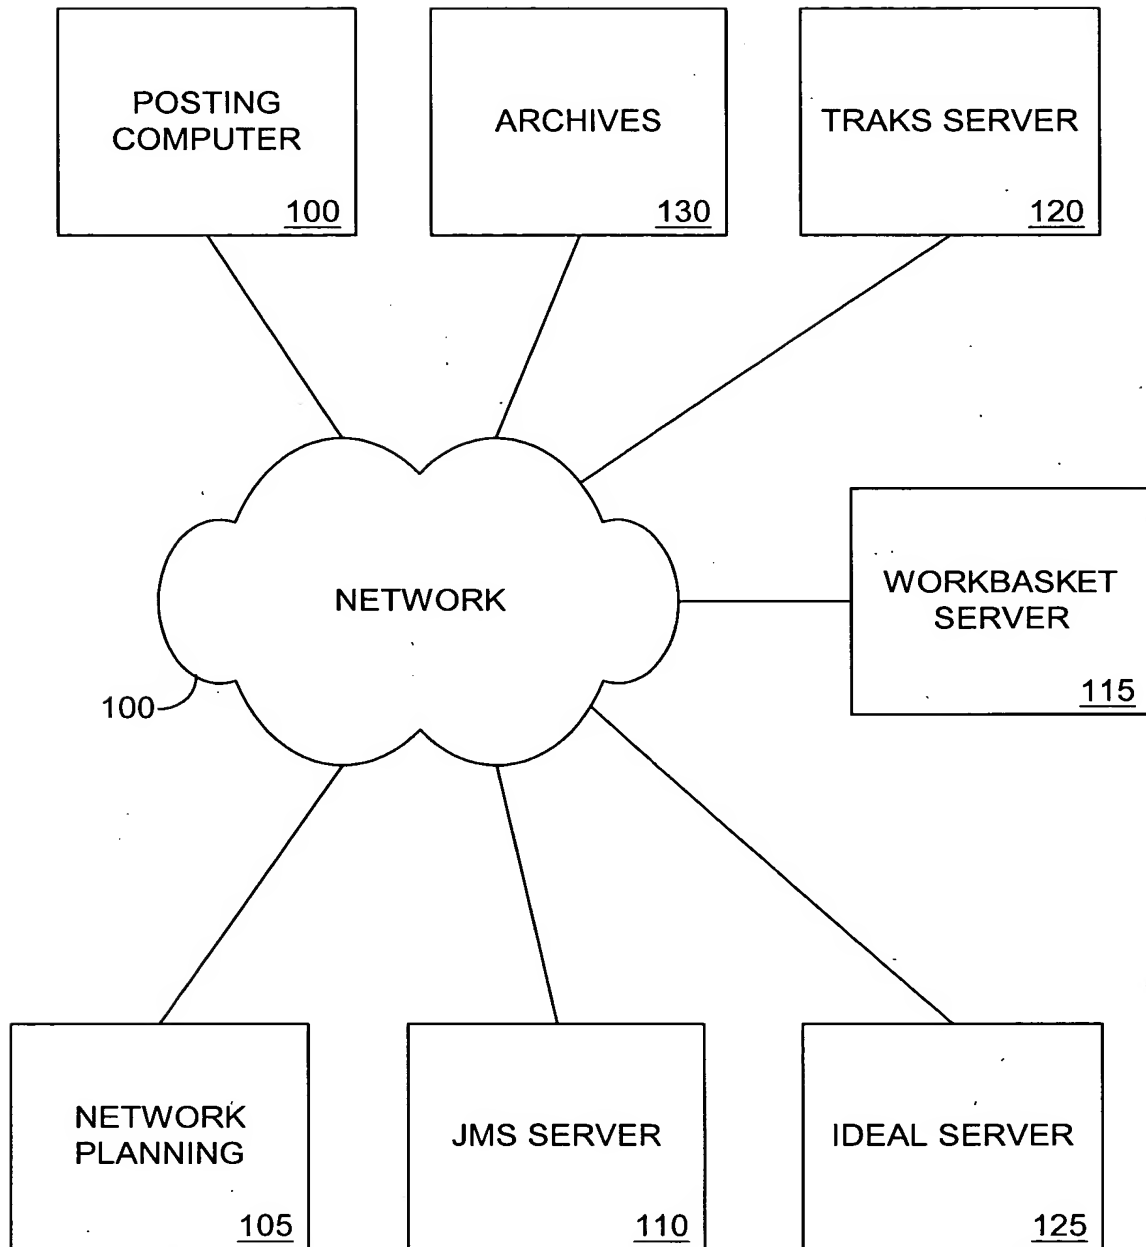 POSTING
COMPUTER
100
ARCHIVES
130
TRAKS SERVER
120
NETWORK
100
WORKBASKET
SERVER
115
NETWORK
PLANNING
105
JMS SERVER
110
IDEAL SERVER
125